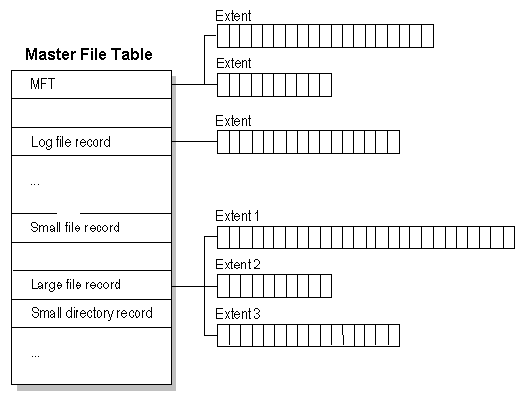 Master File Table
MFT
Log file record
...
Small file record
Large file record
Small directory record
...
Extent
Extent
Extent
Extent 1
Extent 2
Extent 3